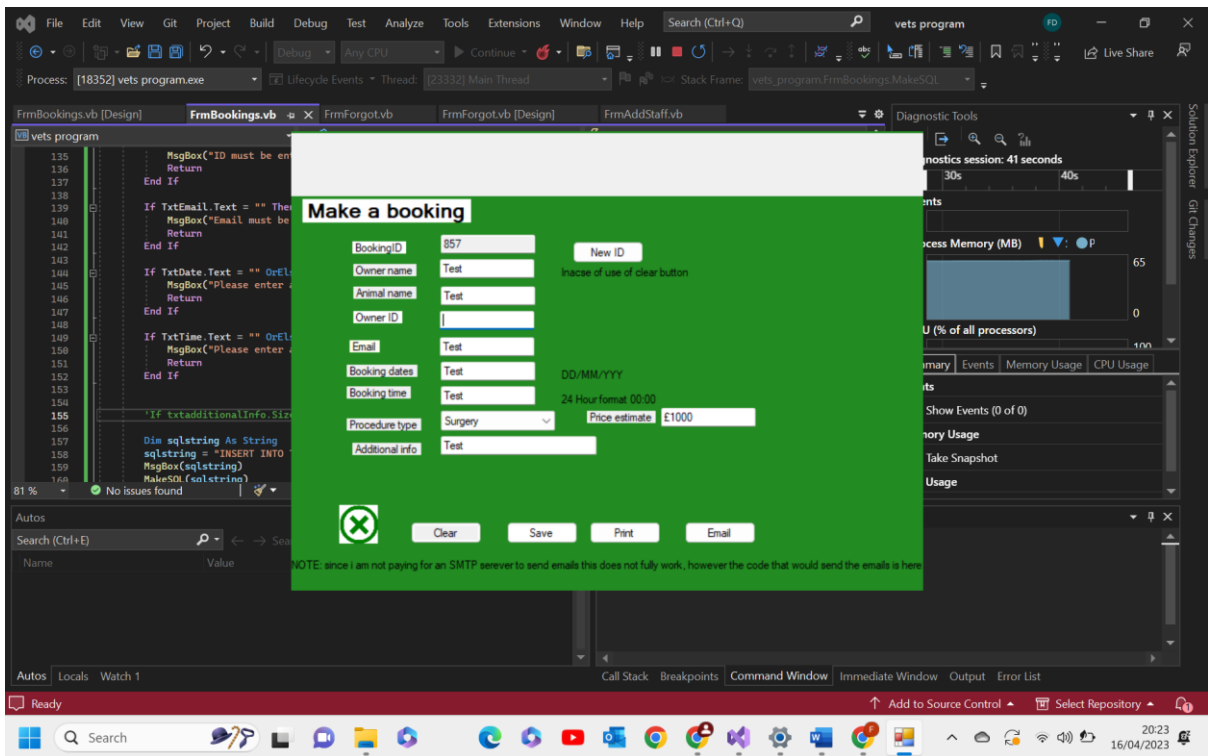 File Edit View Git Project Build Debug Test Analyze Tools Extensions Window Help Search (Ctrl+Q) vets program FD
Debug Any CPU Continue Live Share
Process: [18352] vets program.exe Lifecycle Events Thread: [23332] Main Thread Stack Frame: vets_program.FrmBookings.MakeSQL
FrmBookings.vb [Design] FrmBookings.vb FrmForgot.vb FrmForgot.vb [Design] FrmAddStaff.vb
vets program
135 MsgBox("ID must be en
136 Return
137 End If
138
139 If TxtEmail.Text = "" The
140 MsgBox("Email must be
141 Return
142 End If
143
144 If TxtDate.Text = "" OrEl
145 MsgBox("Please enter
146 Return
147 End If
148
149 If TxtTime.Text = "" OrEl
150 MsgBox("Please enter
151 Return
152 End If
153
154
155 'If txtadditionalInfo.Siz
156
157 Dim sqlstring As String
158 sqlstring = "INSERT INTO
159 MsgBox(sqlstring)
160 MakeSQL(sqlstring)
81 % No issues found
Make a booking
BookingID 857 New ID
Owner name Test Inacse of use of clear button
Animal name Test
Owner ID
Email Test
Booking dates Test DD/MM/YYY
Booking time Test 24 Hour format 00:00
Procedure type Surgery Price estimate £1000
Additional info Test
Clear Save Print Email
NOTE: since i am not paying for an SMTP serever to send emails this does not fully work, however the code that would send the emails is here
Diagnostic Tools
nostics session: 41 seconds
30s 40s
nts
cess Memory (MB) P
65
0
U (% of all processors)
100
mary Events Memory Usage CPU Usage
ts
Show Events (0 of 0)
ory Usage
Take Snapshot
Usage
Solution Explorer
Git Changes
Autos
Search (Ctrl+E) Sea
Name Value
Autos Locals Watch 1
Call Stack Breakpoints Command Window Immediate Window Output Error List
Ready Add to Source Control Select Repository
Search
20:23
16/04/2023